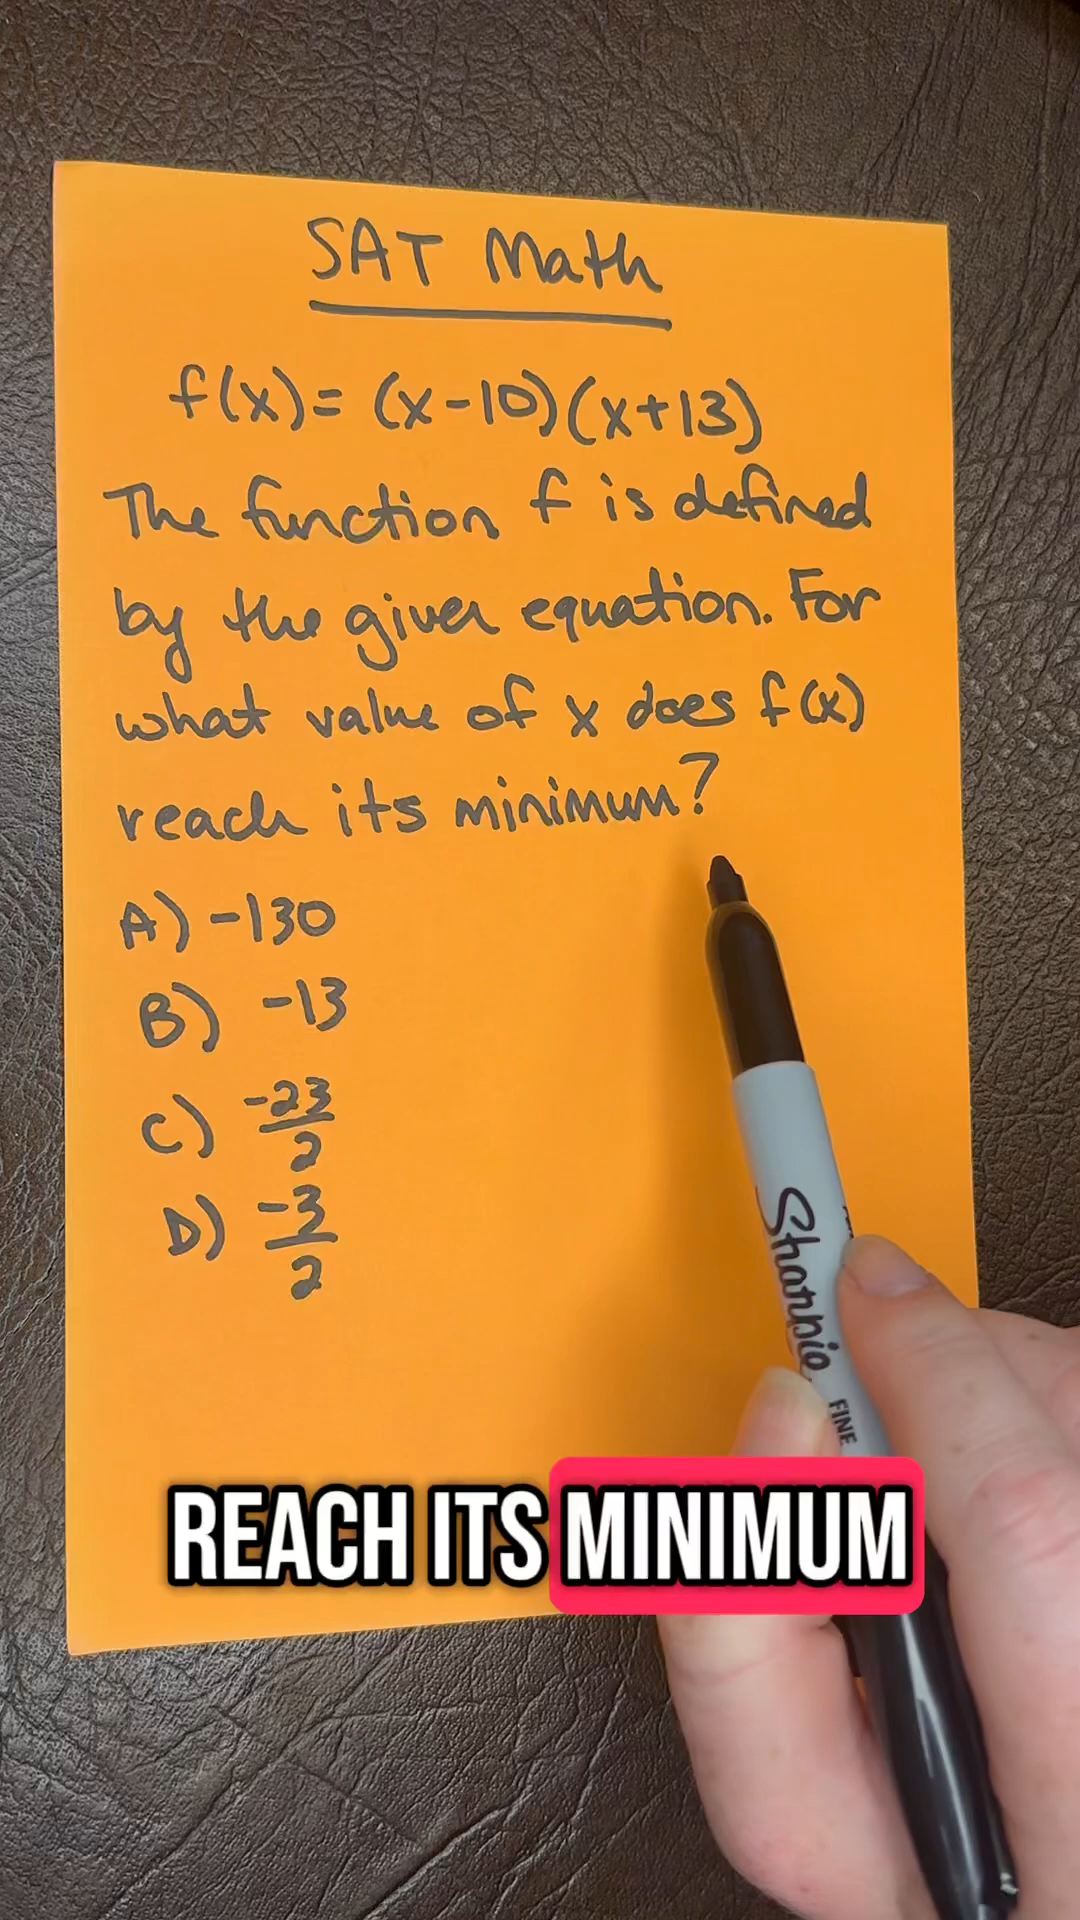 SAT Math
f(x)= (x-10)(x+13)
The function f is defined
by the given equation. For
what value of x does f(x)
reach its minimum?
A) -130
B) -13
C) -23/2
D) -3/2
Sharpie
FINE
REACH ITS MINIMUM